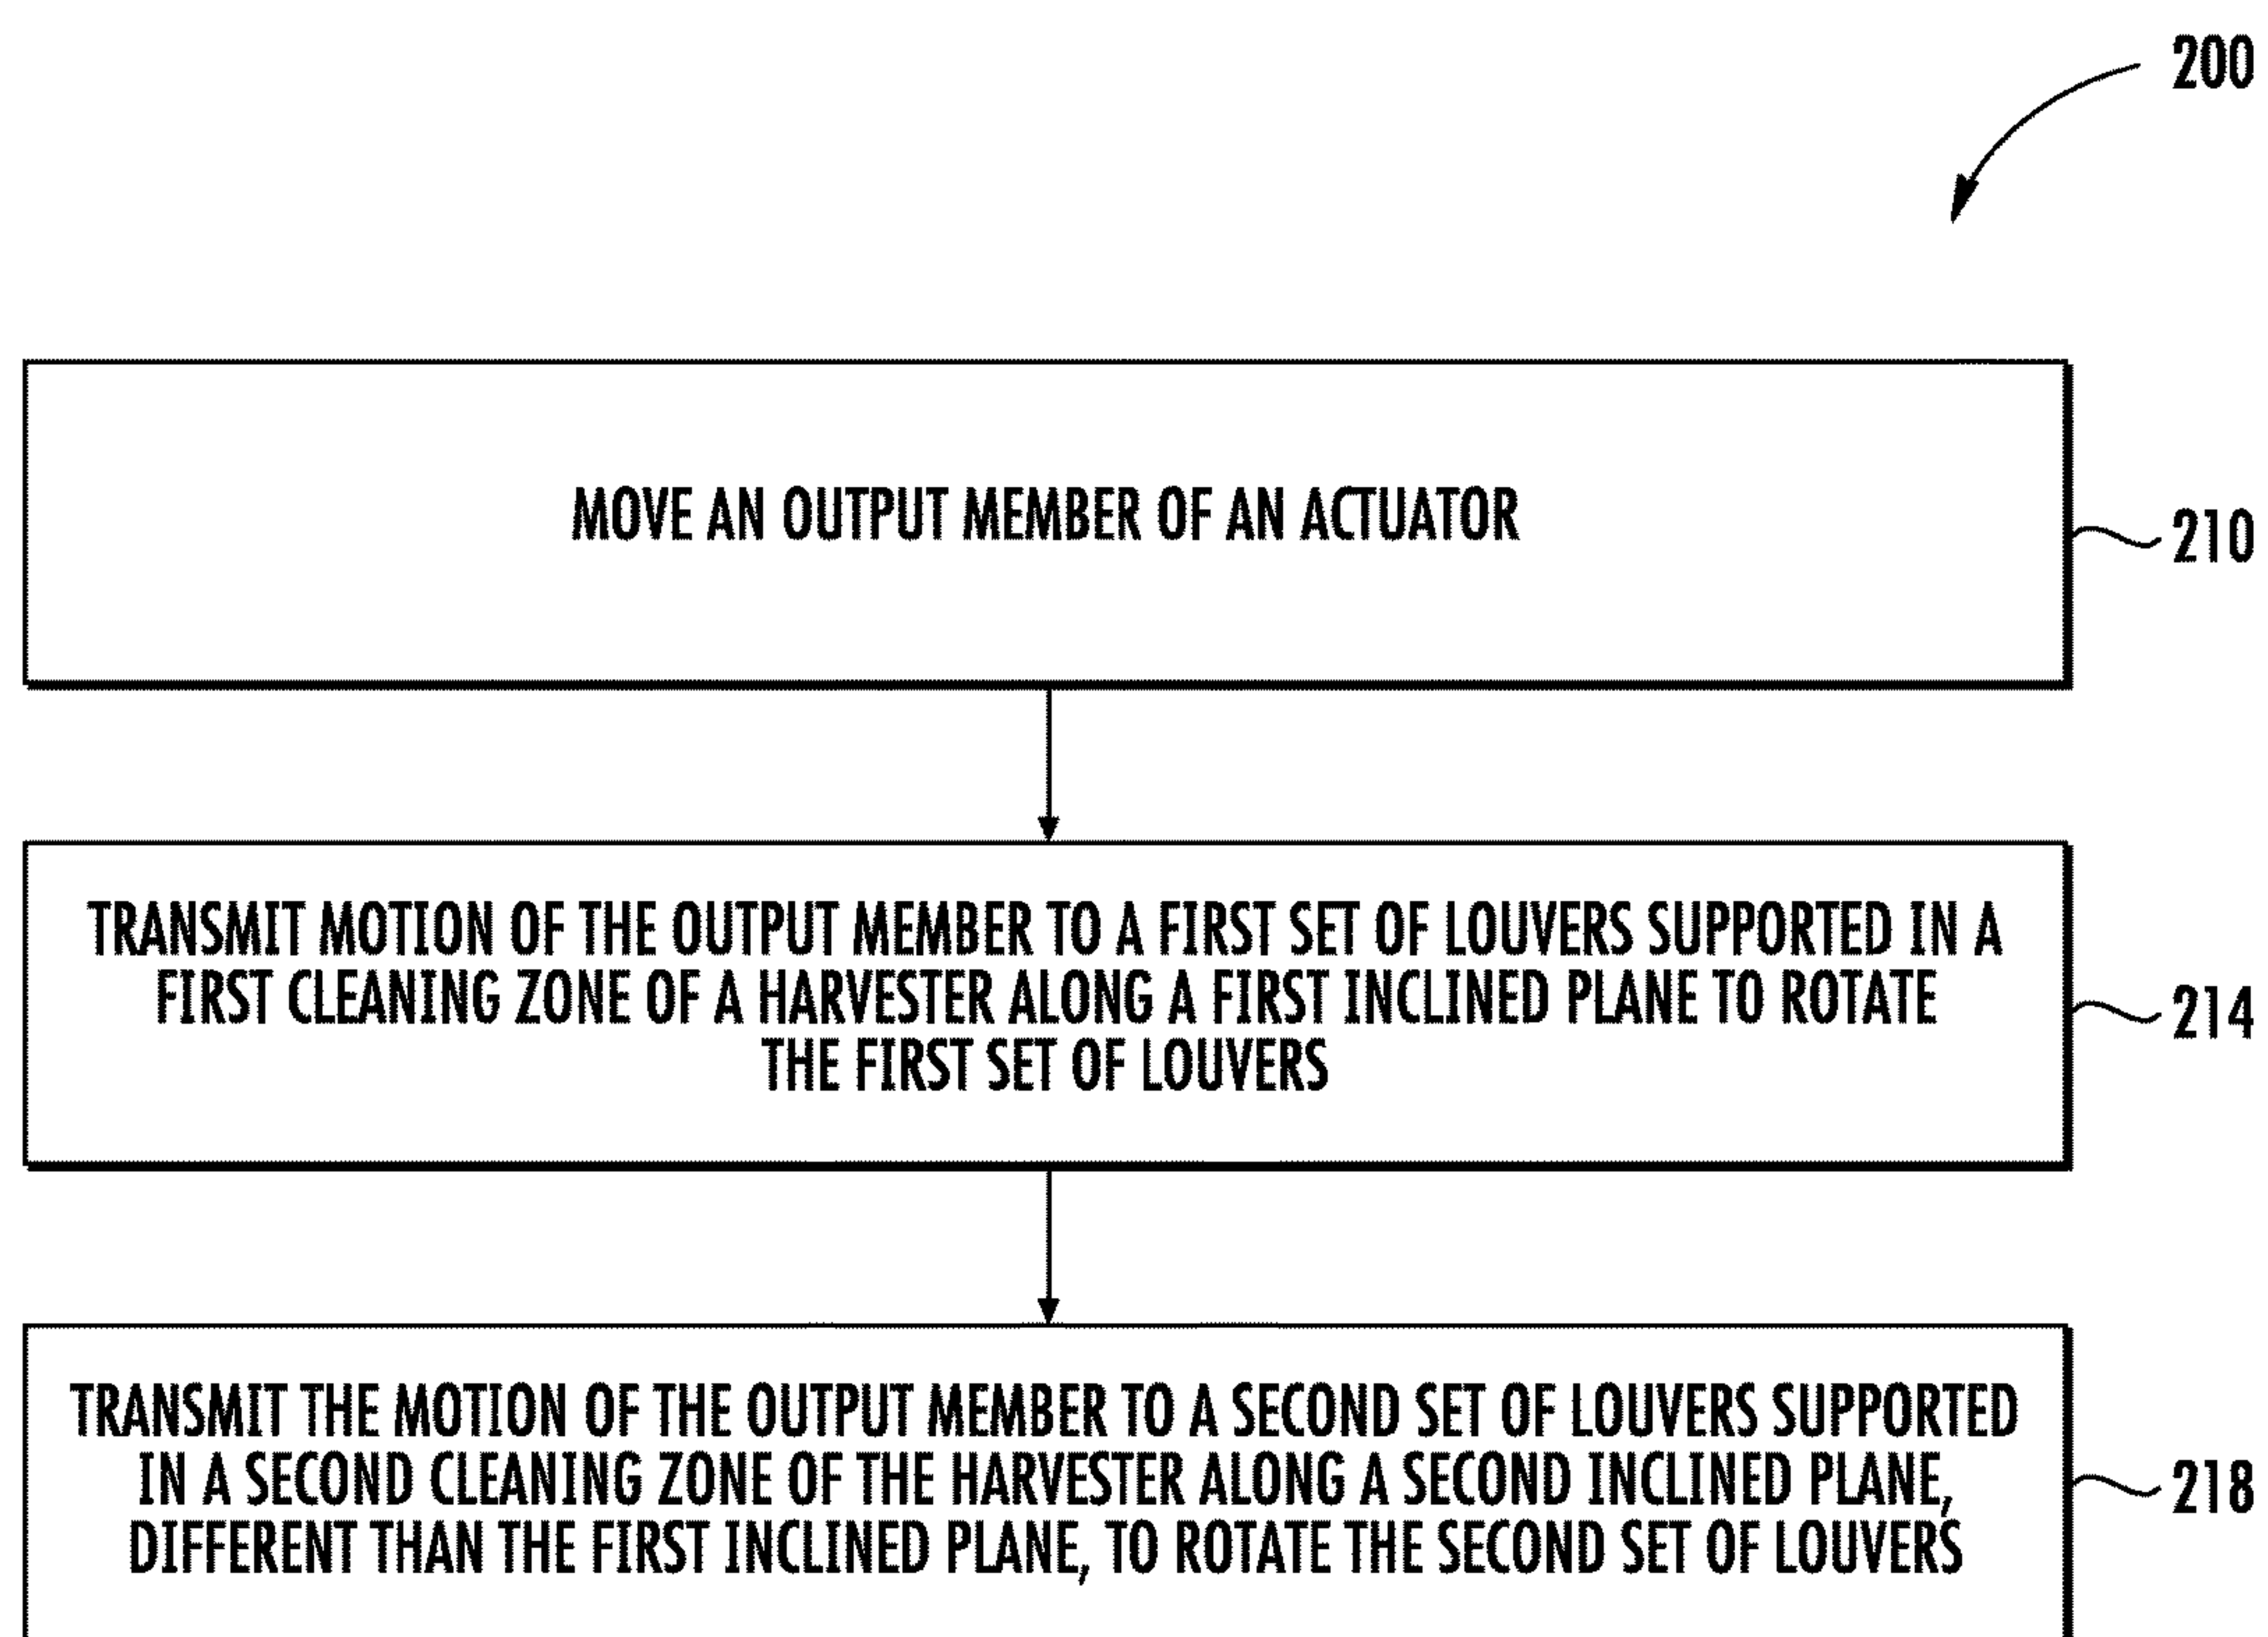 200
MOVE AN OUTPUT MEMBER OF AN ACTUATOR
210
TRANSMIT MOTION OF THE OUTPUT MEMBER TO A FIRST SET OF LOUVERS SUPPORTED IN A
FIRST CLEANING ZONE OF A HARVESTER ALONG A FIRST INCLINED PLANE TO ROTATE
THE FIRST SET OF LOUVERS
214
TRANSMIT THE MOTION OF THE OUTPUT MEMBER TO A SECOND SET OF LOUVERS SUPPORTED
IN A SECOND CLEANING ZONE OF THE HARVESTER ALONG A SECOND INCLINED PLANE,
DIFFERENT THAN THE FIRST INCLINED PLANE, TO ROTATE THE SECOND SET OF LOUVERS
218